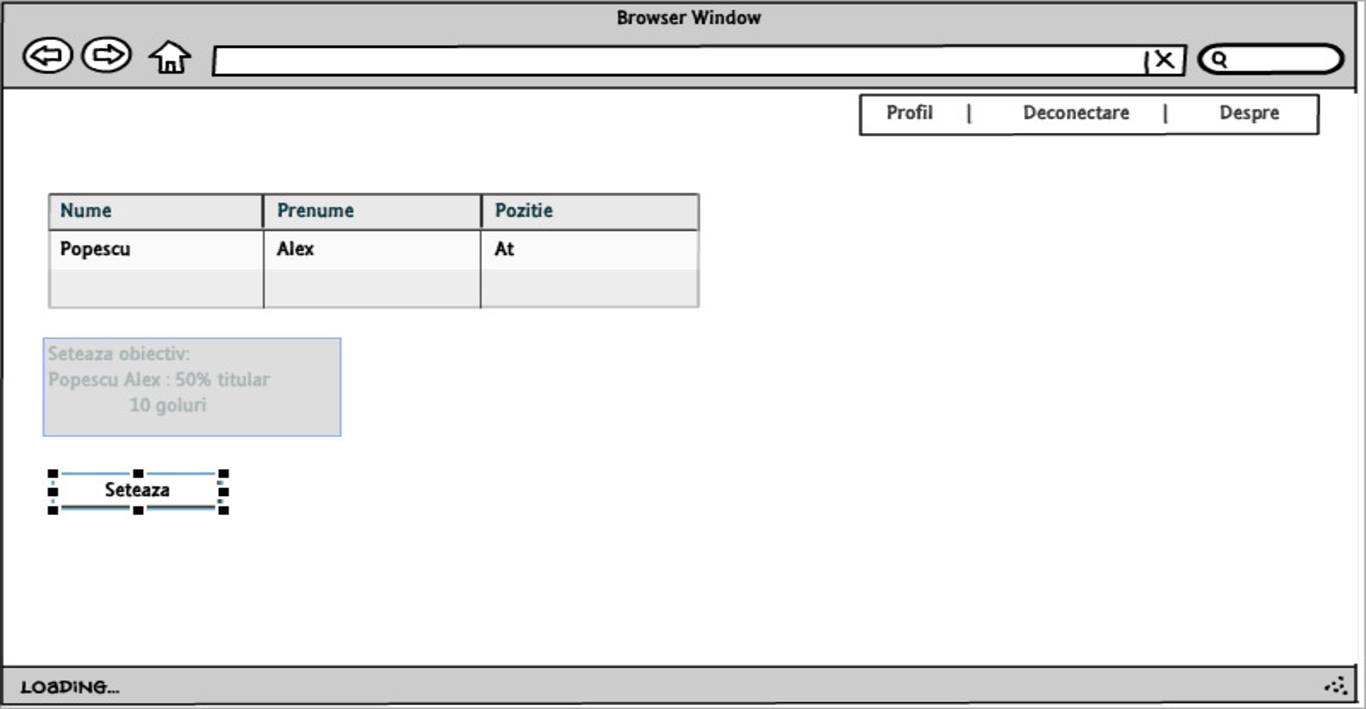 Browser Window
Profil | Deconectare | Despre
Nume Prenume Pozitie
Popescu Alex At
Seteaza obiectiv:
Popescu Alex : 50% titular
10 goluri
Seteaza
LOADING...